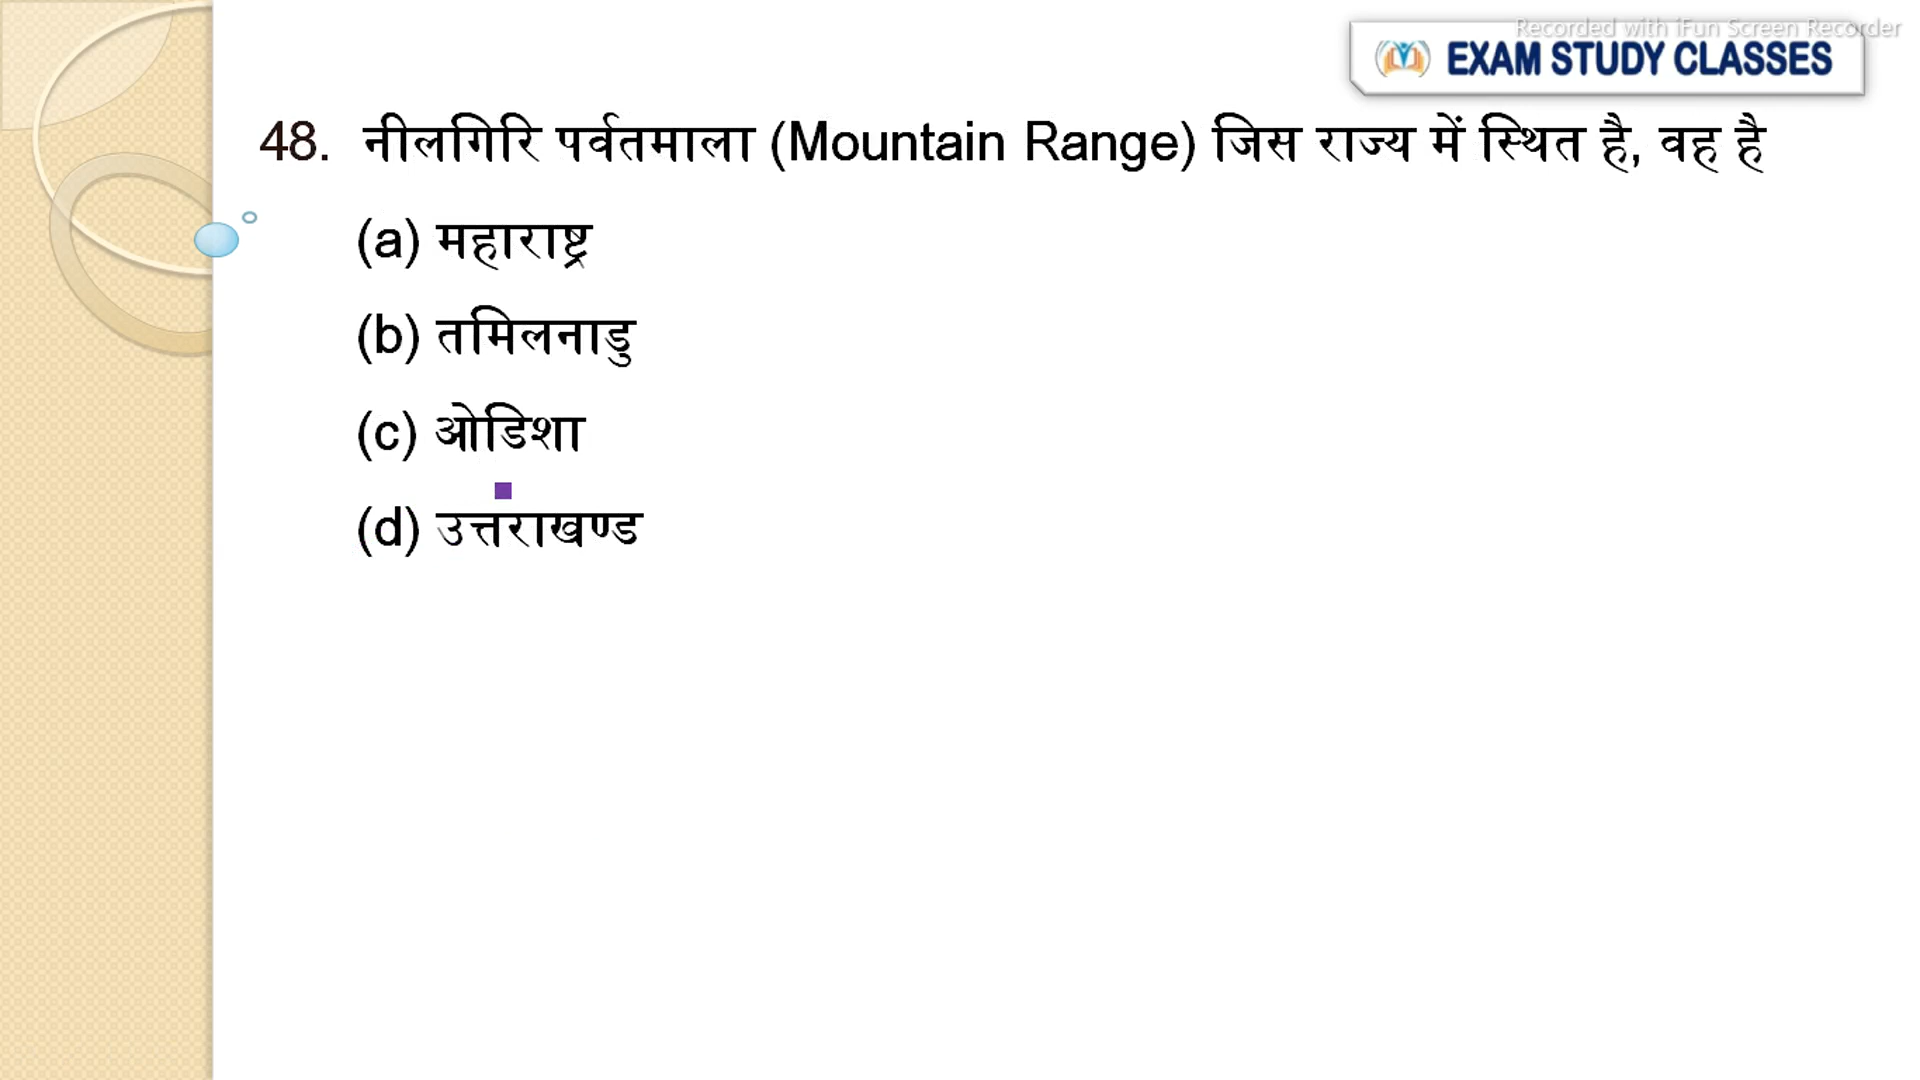 Recorded with iFun Screen Recorder
EXAM STUDY CLASSES
48. नीलगिरि पर्वतमाला (Mountain Range) जिस राज्य में स्थित है, वह है
(a) महाराष्ट्र
(b) तमिलनाडु
(c) ओडिशा
(d) उत्तराखण्ड